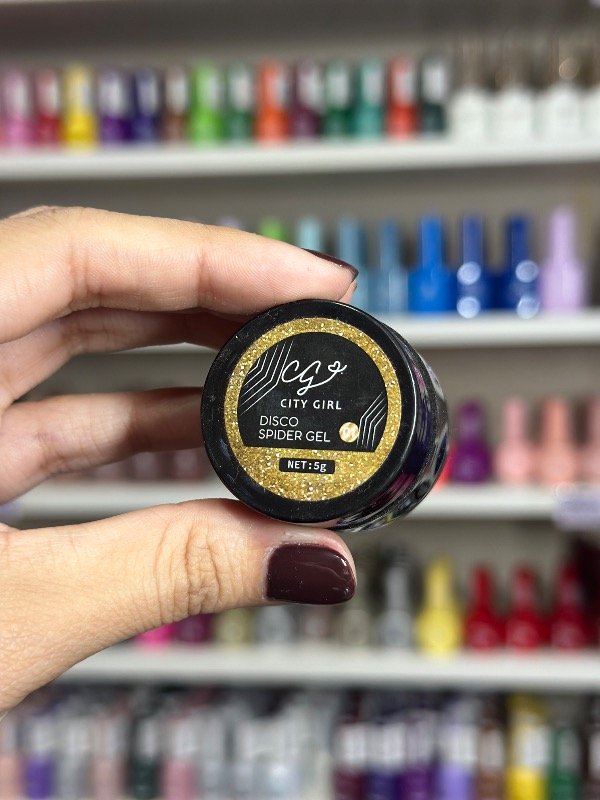 CG
CITY GIRL
DISCO
SPIDER GEL
NET:5g